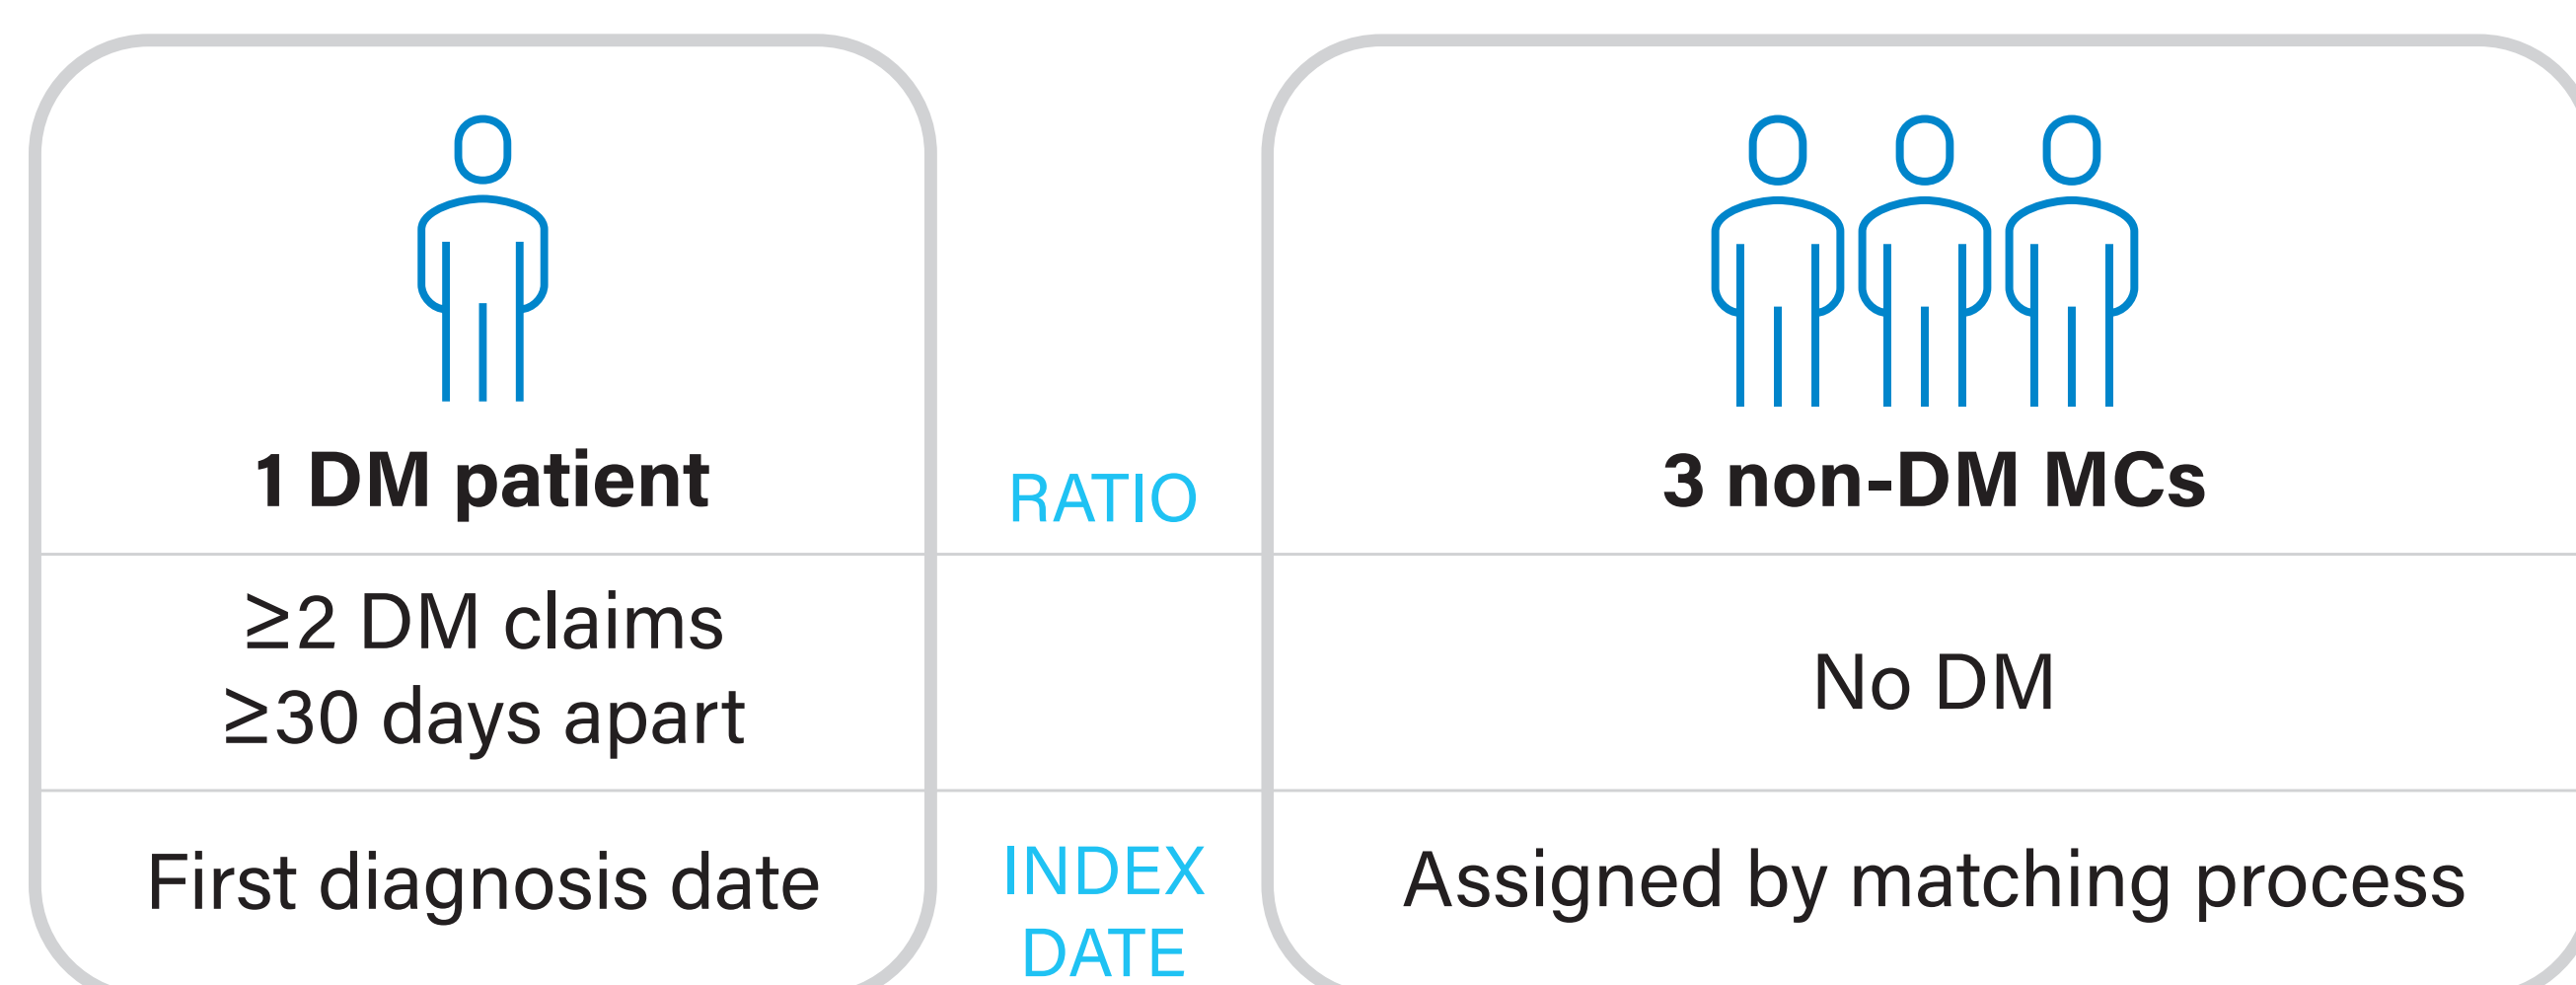 1 DM patient
RATIO
3 non-DM MCs
≥2 DM claims
≥30 days apart
No DM
First diagnosis date
INDEX
DATE
Assigned by matching process